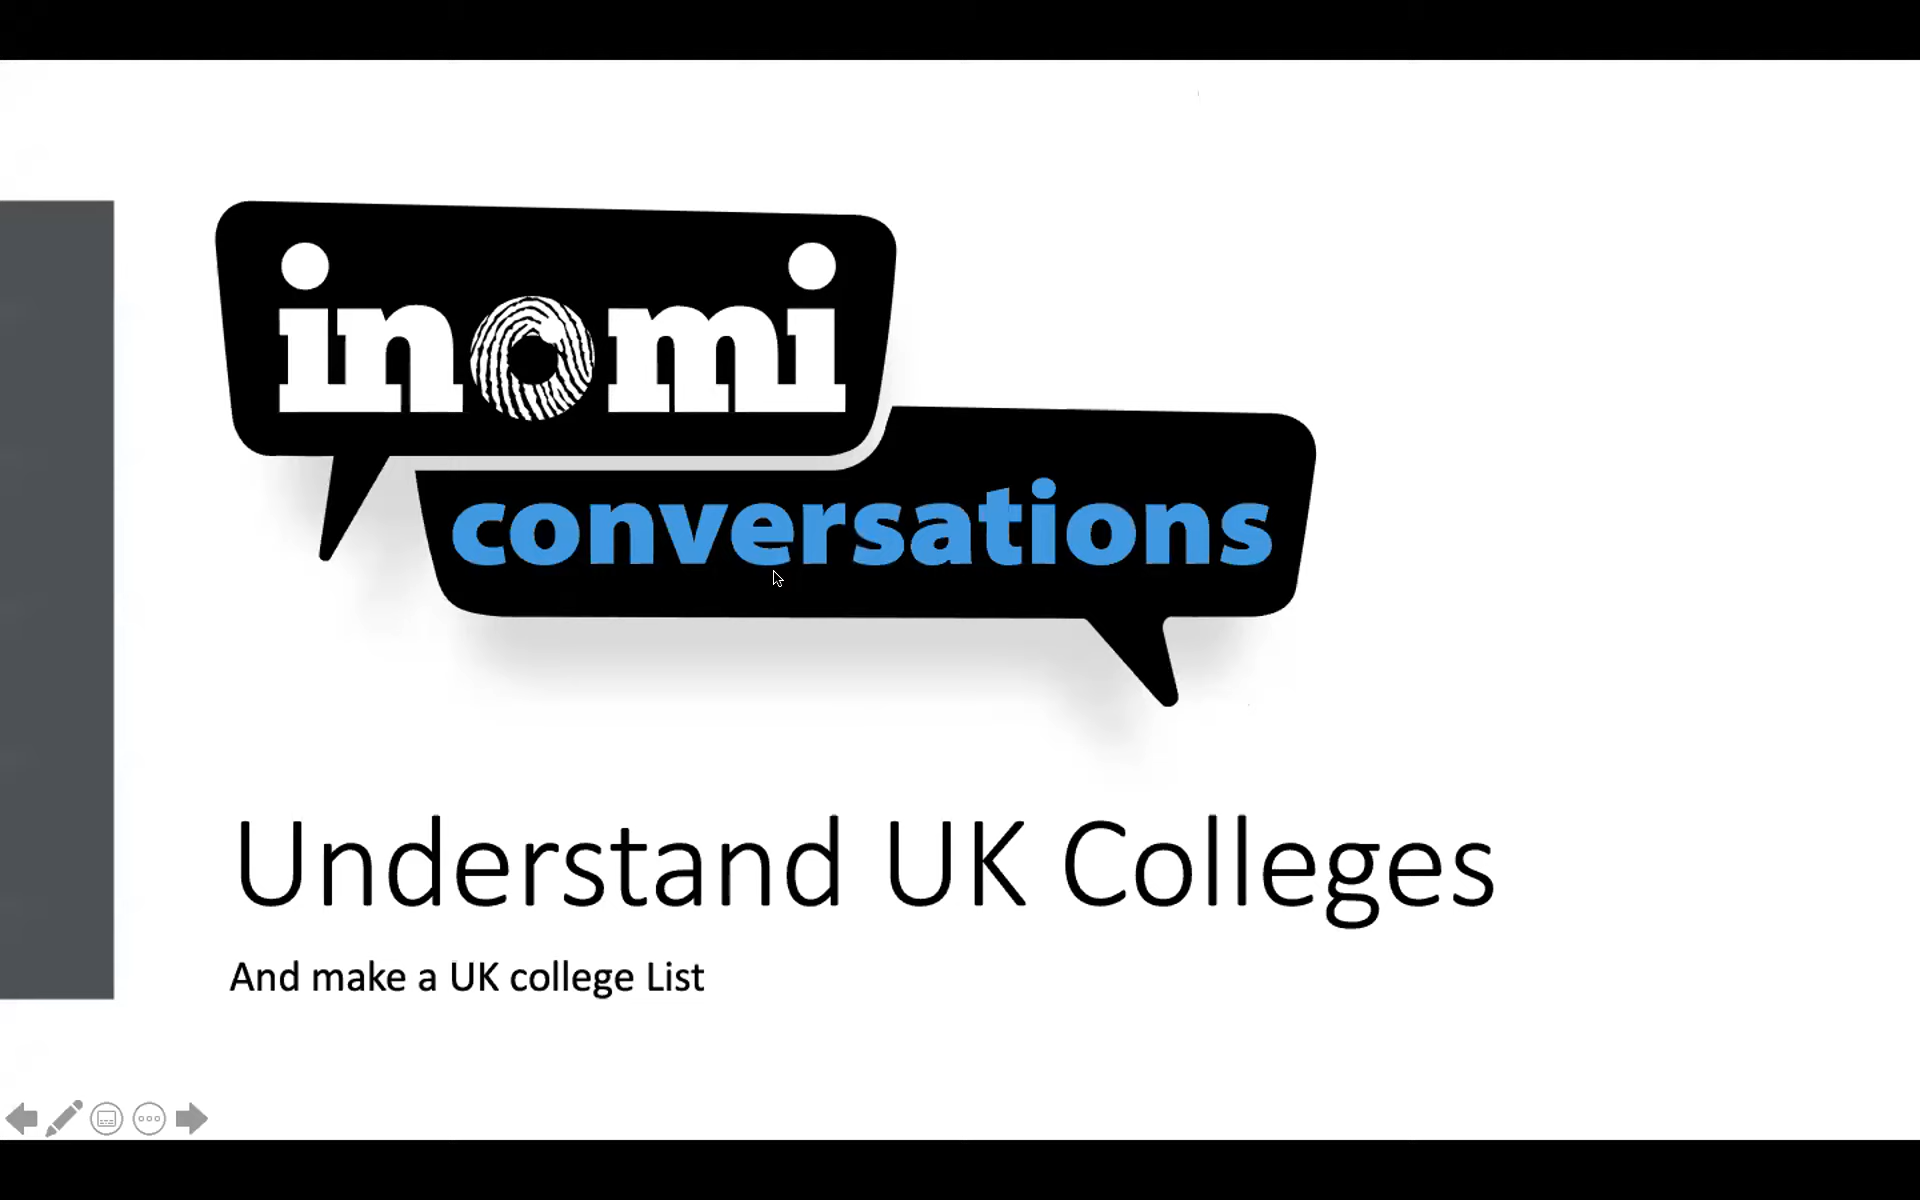 inomi
conversations
Understand UK Colleges
And make a UK college List